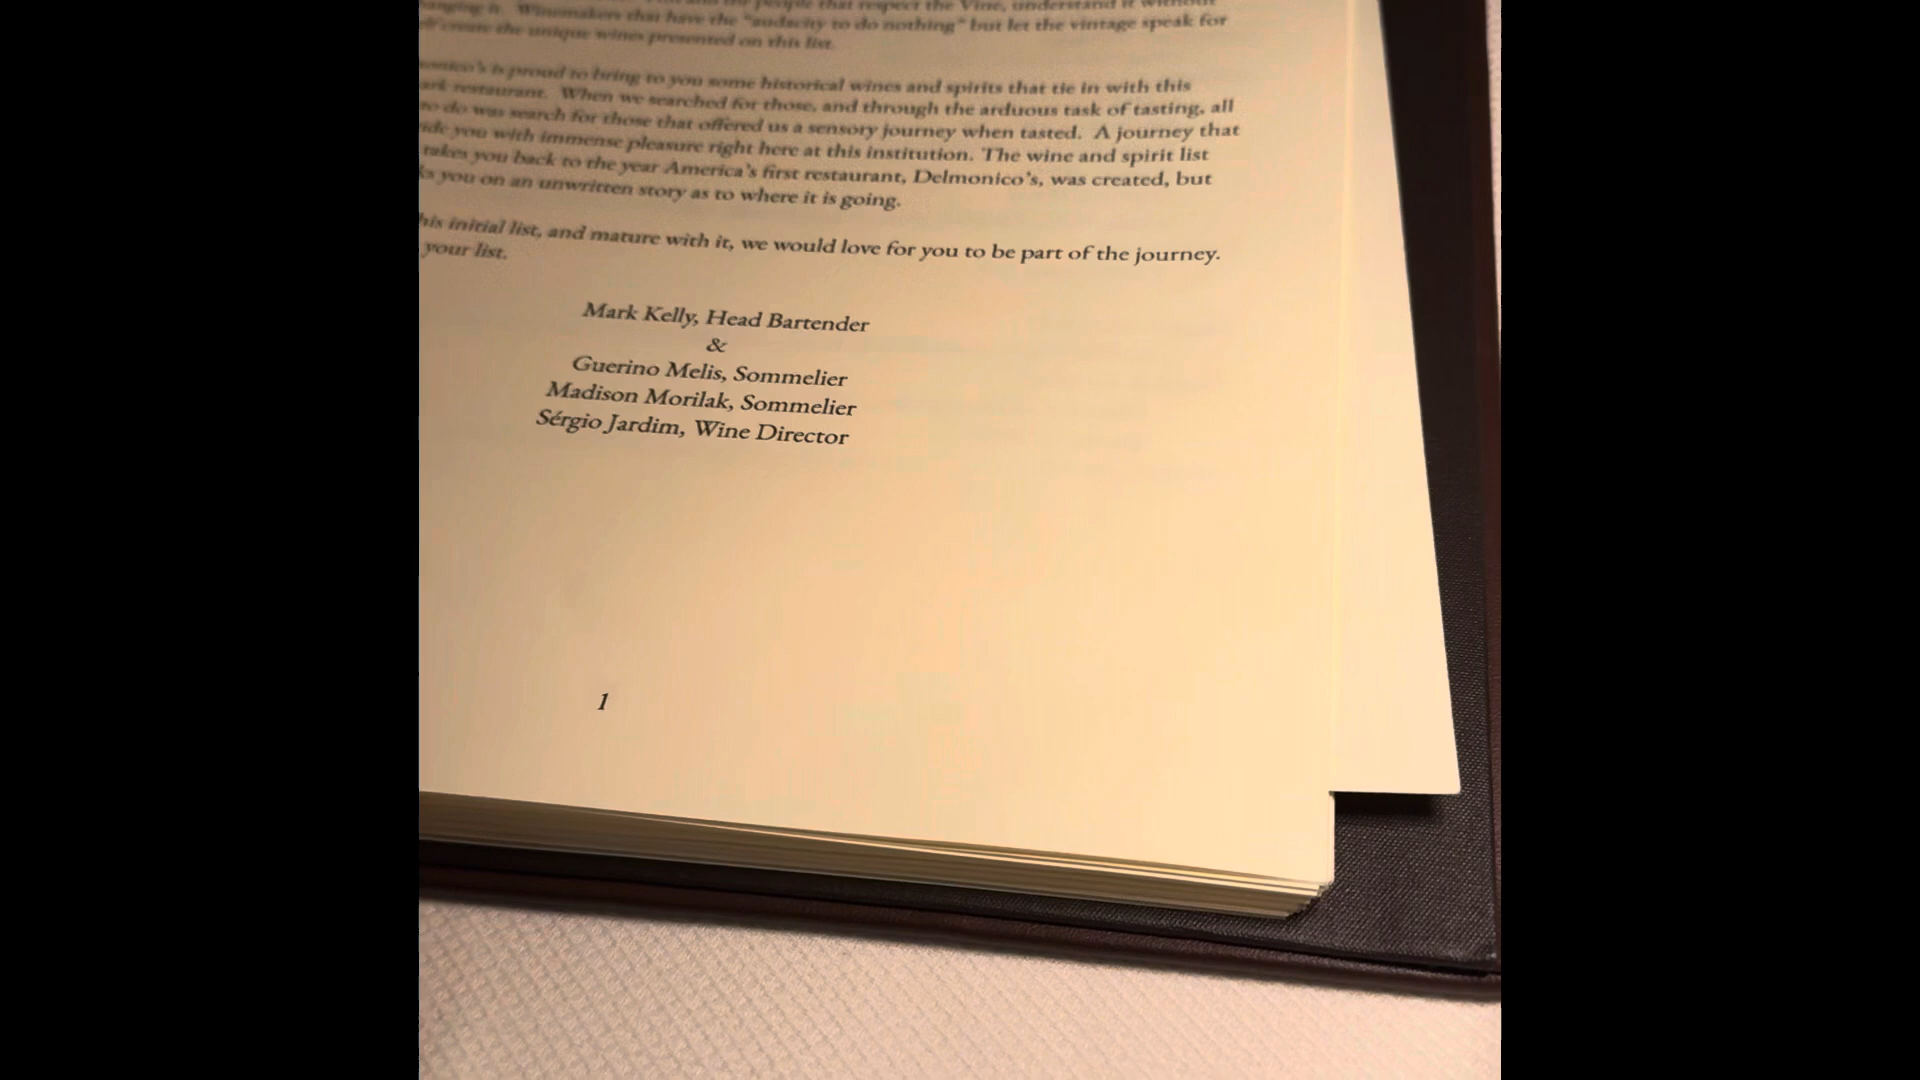 people that respect the Vine, understand it without
hanging it. Winemakers that have the "audacity to do nothing" but let the vintage speak for
create the unique wines presented on this list.
onico's is proud to bring to you some historical wines and spirits that tie in with this
ark restaurant. When we searched for those, and through the arduous task of tasting, all
to do was search for those that offered us a sensory journey when tasted. A journey that
ide you with immense pleasure right here at this institution. The wine and spirit list
takes you back to the year America's first restaurant, Delmonico's, was created, but
ks you on an unwritten story as to where it is going.
his initial list, and mature with it, we would love for you to be part of the journey.
your list.
Mark Kelly, Head Bartender
&
Guerino Melis, Sommelier
Madison Morilak, Sommelier
Sérgio Jardim, Wine Director
1